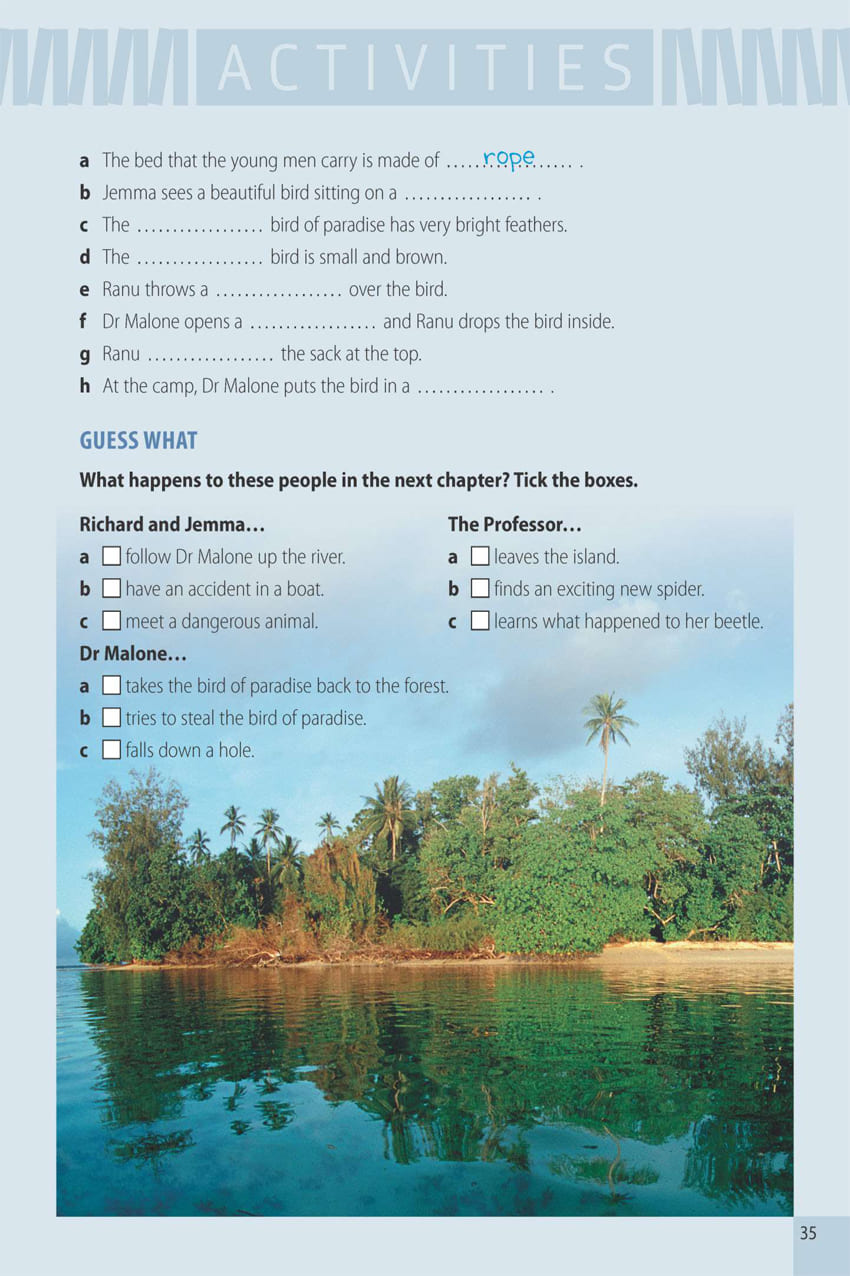 ACTIVITIES
a The bed that the young men carry is made of ......rope...... .
b Jemma sees a beautiful bird sitting on a .................. .
c The .................. bird of paradise has very bright feathers.
d The .................. bird is small and brown.
e Ranu throws a .................. over the bird.
f Dr Malone opens a .................. and Ranu drops the bird inside.
g Ranu .................. the sack at the top.
h At the camp, Dr Malone puts the bird in a .................. .
GUESS WHAT
What happens to these people in the next chapter? Tick the boxes.
Richard and Jemma...
a follow Dr Malone up the river.
b have an accident in a boat.
c meet a dangerous animal.
The Professor...
a leaves the island.
b finds an exciting new spider.
c learns what happened to her beetle.
Dr Malone...
a takes the bird of paradise back to the forest.
b tries to steal the bird of paradise.
c falls down a hole.
35